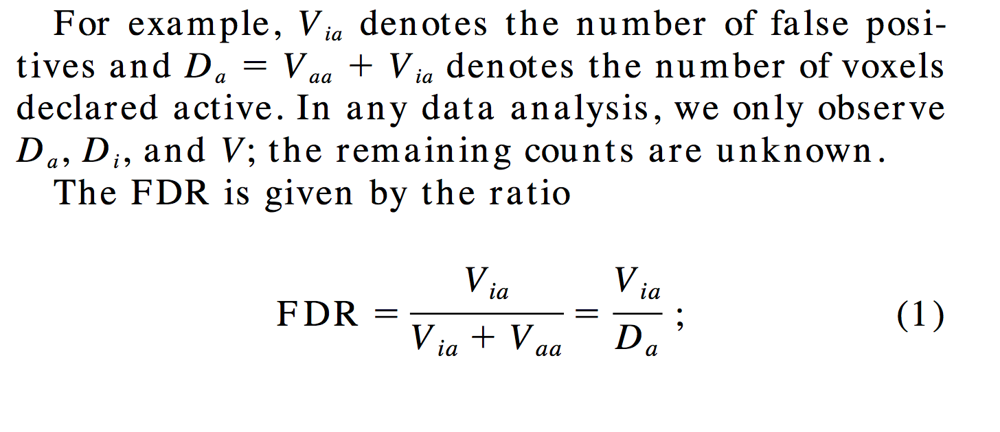 For example, V_ia denotes the number of false posi-
tives and D_a = V_aa + V_ia denotes the number of voxels
declared active. In any data analysis, we only observe
D_a, D_i, and V; the remaining counts are unknown.
The FDR is given by the ratio
FDR = V_ia / (V_ia + V_aa) = V_ia / D_a ; (1)